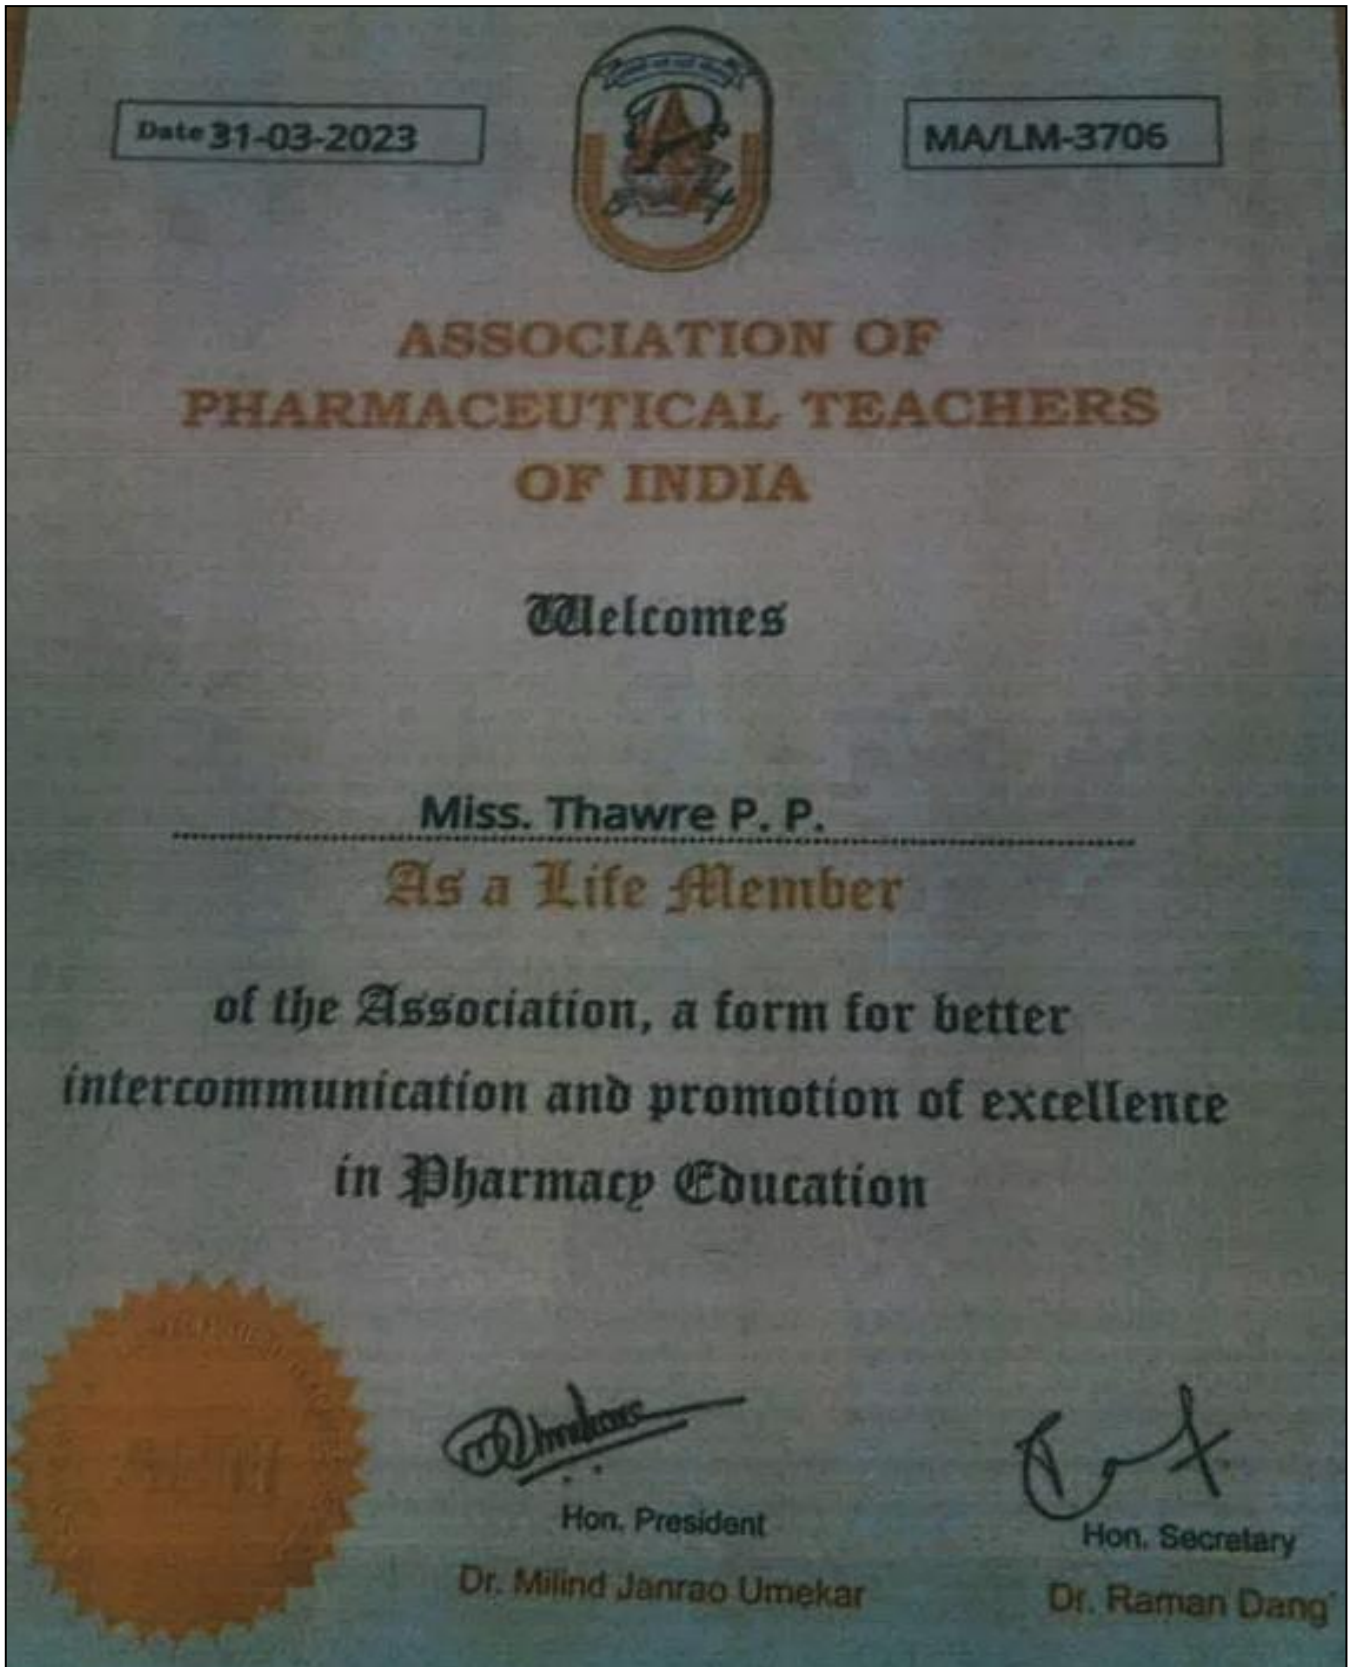 Date 31-03-2023
MA/LM-3706
ASSOCIATION OF
PHARMACEUTICAL TEACHERS
OF INDIA
Welcomes
Miss. Thawre P. P.
As a Life Member
of the Association, a form for better
intercommunication and promotion of excellence
in Pharmacy Education
Hon. President
Hon. Secretary
Dr. Milind Janrao Umekar
Dr. Raman Dang